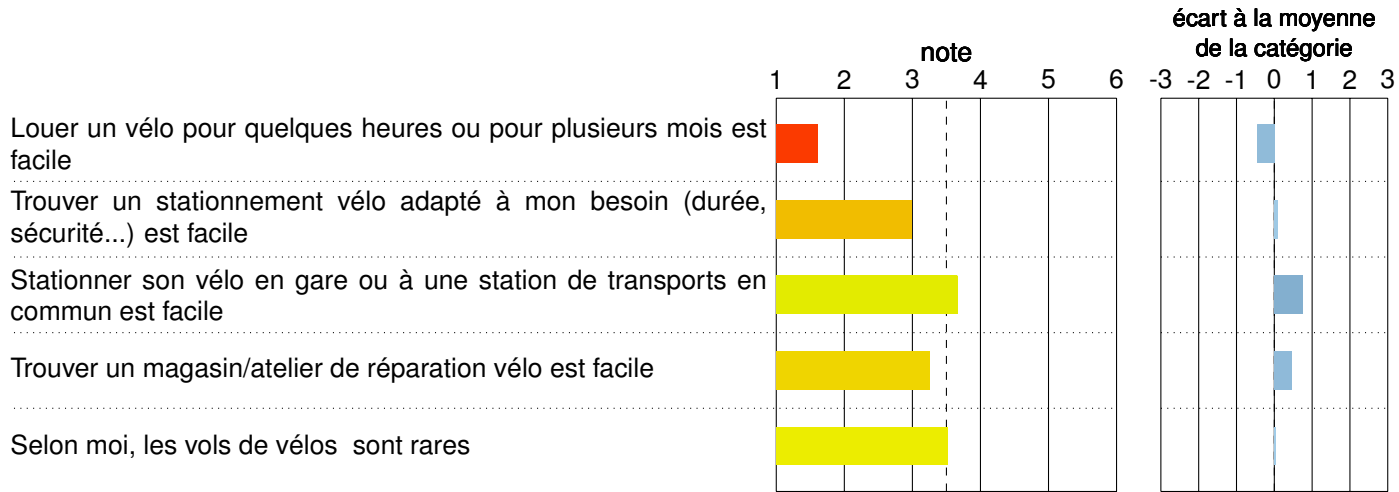 écart à la moyenne
de la catégorie
note
1 2 3 4 5 6
-3 -2 -1 0 1 2 3
Louer un vélo pour quelques heures ou pour plusieurs mois est
facile
Trouver un stationnement vélo adapté à mon besoin (durée,
sécurité...) est facile
Stationner son vélo en gare ou à une station de transports en
commun est facile
Trouver un magasin/atelier de réparation vélo est facile
Selon moi, les vols de vélos sont rares